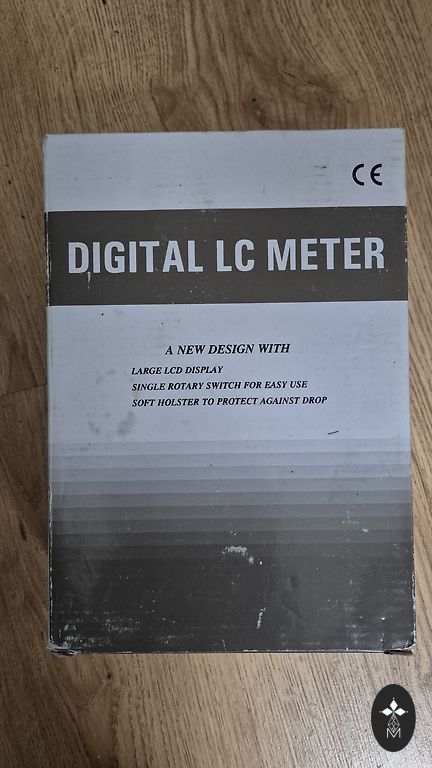 CE
DIGITAL LC METER
A NEW DESIGN WITH
LARGE LCD DISPLAY
SINGLE ROTARY SWITCH FOR EASY USE
SOFT HOLSTER TO PROTECT AGAINST DROP